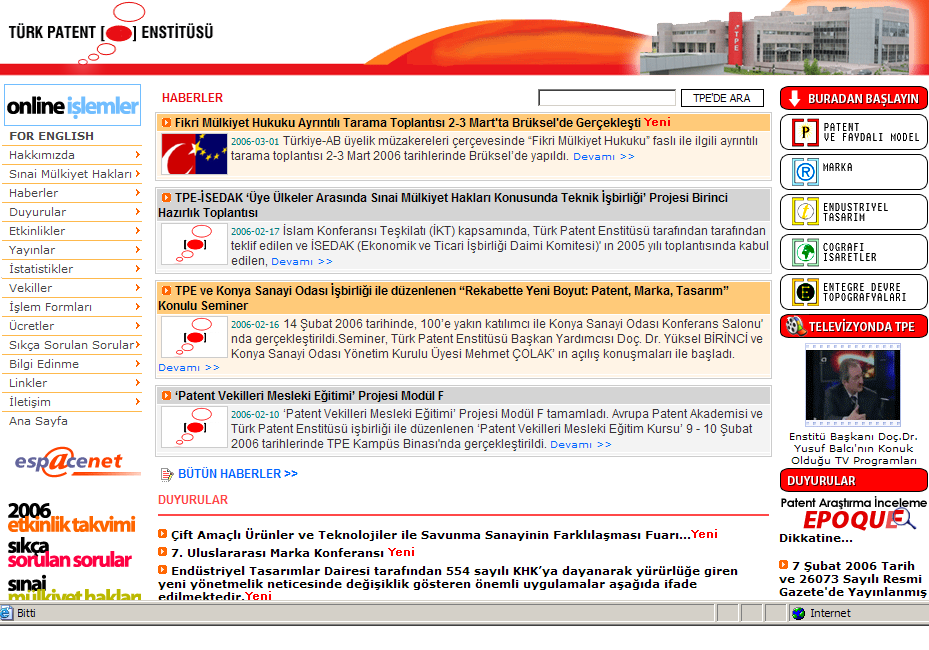 TÜRK PATENT [ ] ENSTİTÜSÜ
TPE
online işlemler
FOR ENGLISH
Hakkımızda
Sınai Mülkiyet Hakları
Haberler
Duyurular
Etkinlikler
Yayınlar
İstatistikler
Vekiller
İşlem Formları
Ücretler
Sıkça Sorulan Sorular
Bilgi Edinme
Linkler
İletişim
Ana Sayfa
espacenet
2006
etkinlik takvimi
sıkça
sorulan sorular
sınai
mülkiyet hakları
HABERLER
TPE'DE ARA
Fikri Mülkiyet Hukuku Ayrıntılı Tarama Toplantısı 2-3 Mart'ta Brüksel'de Gerçekleşti Yeni
2006-03-01 Türkiye-AB üyelik müzakereleri çerçevesinde “Fikri Mülkiyet Hukuku” faslı ile ilgili ayrıntılı
tarama toplantısı 2-3 Mart 2006 tarihlerinde Brüksel’de yapıldı. Devamı >>
TPE-İSEDAK ‘Üye Ülkeler Arasında Sınai Mülkiyet Hakları Konusunda Teknik İşbirliği’ Projesi Birinci
Hazırlık Toplantısı
2006-02-17 İslam Konferansı Teşkilatı (İKT) kapsamında, Türk Patent Enstitüsü tarafından tarafından
teklif edilen ve İSEDAK (Ekonomik ve Ticari İşbirliği Daimi Komitesi)’ ın 2005 yılı toplantısında kabul
edilen, Devamı >>
TPE ve Konya Sanayi Odası İşbirliği ile düzenlenen “Rekabette Yeni Boyut: Patent, Marka, Tasarım”
Konulu Seminer
2006-02-16 14 Şubat 2006 tarihinde, 100’e yakın katılımcı ile Konya Sanayi Odası Konferans Salonu’
nda gerçekleştirildi.Seminer, Türk Patent Enstitüsü Başkan Yardımcısı Doç. Dr. Yüksel BİRİNCİ ve
Konya Sanayi Odası Yönetim Kurulu Üyesi Mehmet ÇOLAK’ ın açılış konuşmaları ile başladı.
Devamı >>
‘Patent Vekilleri Mesleki Eğitimi’ Projesi Modül F
2006-02-10 ‘Patent Vekilleri Mesleki Eğitimi’ Projesi Modül F tamamladı. Avrupa Patent Akademisi ve
Türk Patent Enstitüsü işbirliği ile düzenlenen ‘Patent Vekilleri Mesleki Eğitim Kursu’ 9 - 10 Şubat
2006 tarihlerinde TPE Kampüs Binası'nda gerçekleştirildi. Devamı >>
BÜTÜN HABERLER >>
DUYURULAR
Çift Amaçlı Ürünler ve Teknolojiler ile Savunma Sanayinin Farklılaşması Fuarı...Yeni
7. Uluslararası Marka Konferansı Yeni
Endüstriyel Tasarımlar Dairesi tarafından 554 sayılı KHK’ya dayanarak yürürlüğe giren
yeni yönetmelik neticesinde değişiklik gösteren önemli uygulamalar aşağıda ifade
edilmektedir.Yeni
BURADAN BAŞLAYIN
P PATENT
VE FAYDALI MODEL
R MARKA
ENDUSTRIYEL
TASARIM
COGRAFI
ISARETLER
E ENTEGRE DEVRE
TOPOGRAFYALARI
TELEVİZYONDA TPE
Enstitü Başkanı Doç.Dr.
Yusuf Balcı'nın Konuk
Olduğu TV Programları
DUYURULAR
Patent Araştırma İnceleme
EPOQUE
Dikkatine...
7 Şubat 2006 Tarih
ve 26073 Sayılı Resmi
Gazete'de Yayınlanmış
Bitti
Internet